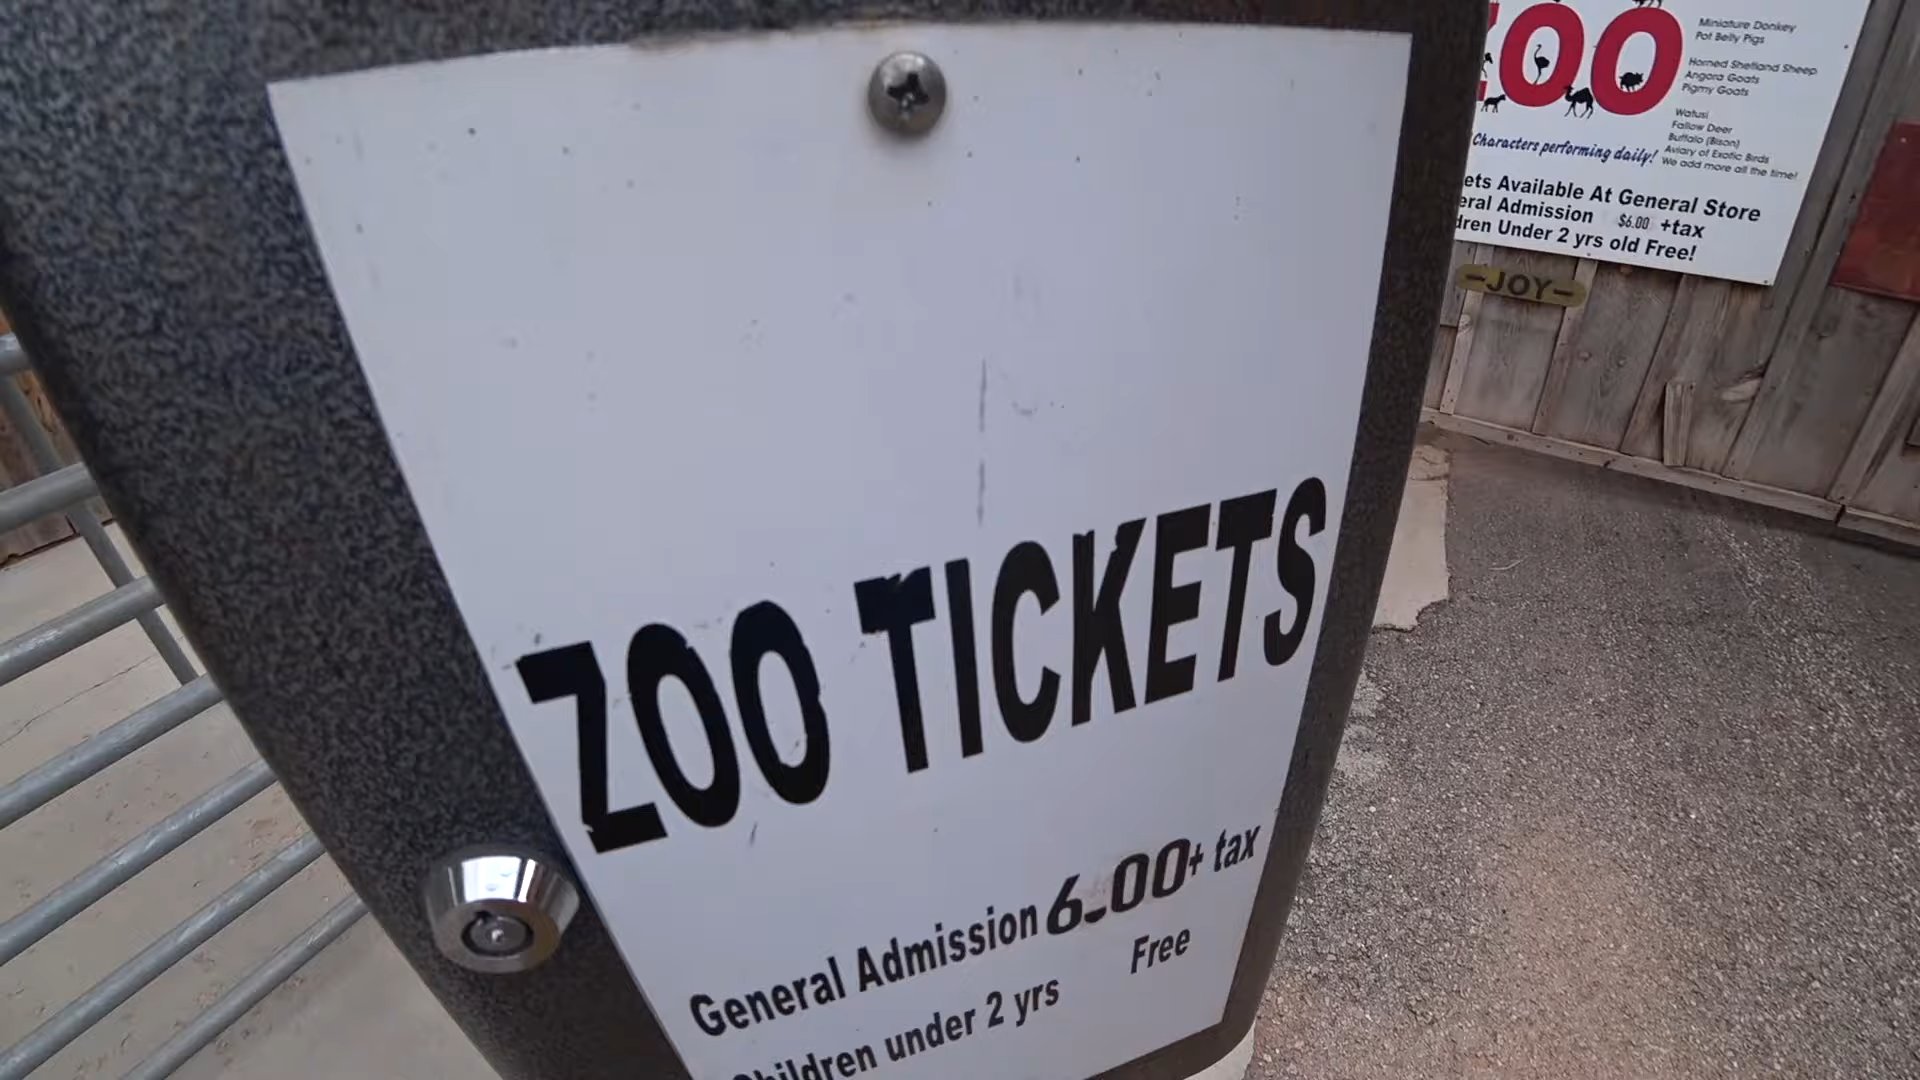 ZOO TICKETS
General Admission 6.00 + tax
Children under 2 yrs Free
ZOO
Miniature Donkey
Pot Belly Pigs
Horned Shetland Sheep
Angora Goats
Pigmy Goats
Watusi
Fallow Deer
Buffalo (Bison)
Aviary of Exotic Birds
We add more all the time!
Characters performing daily!
ets Available At General Store
eral Admission $6.00 +tax
dren Under 2 yrs old Free!
-JOY-